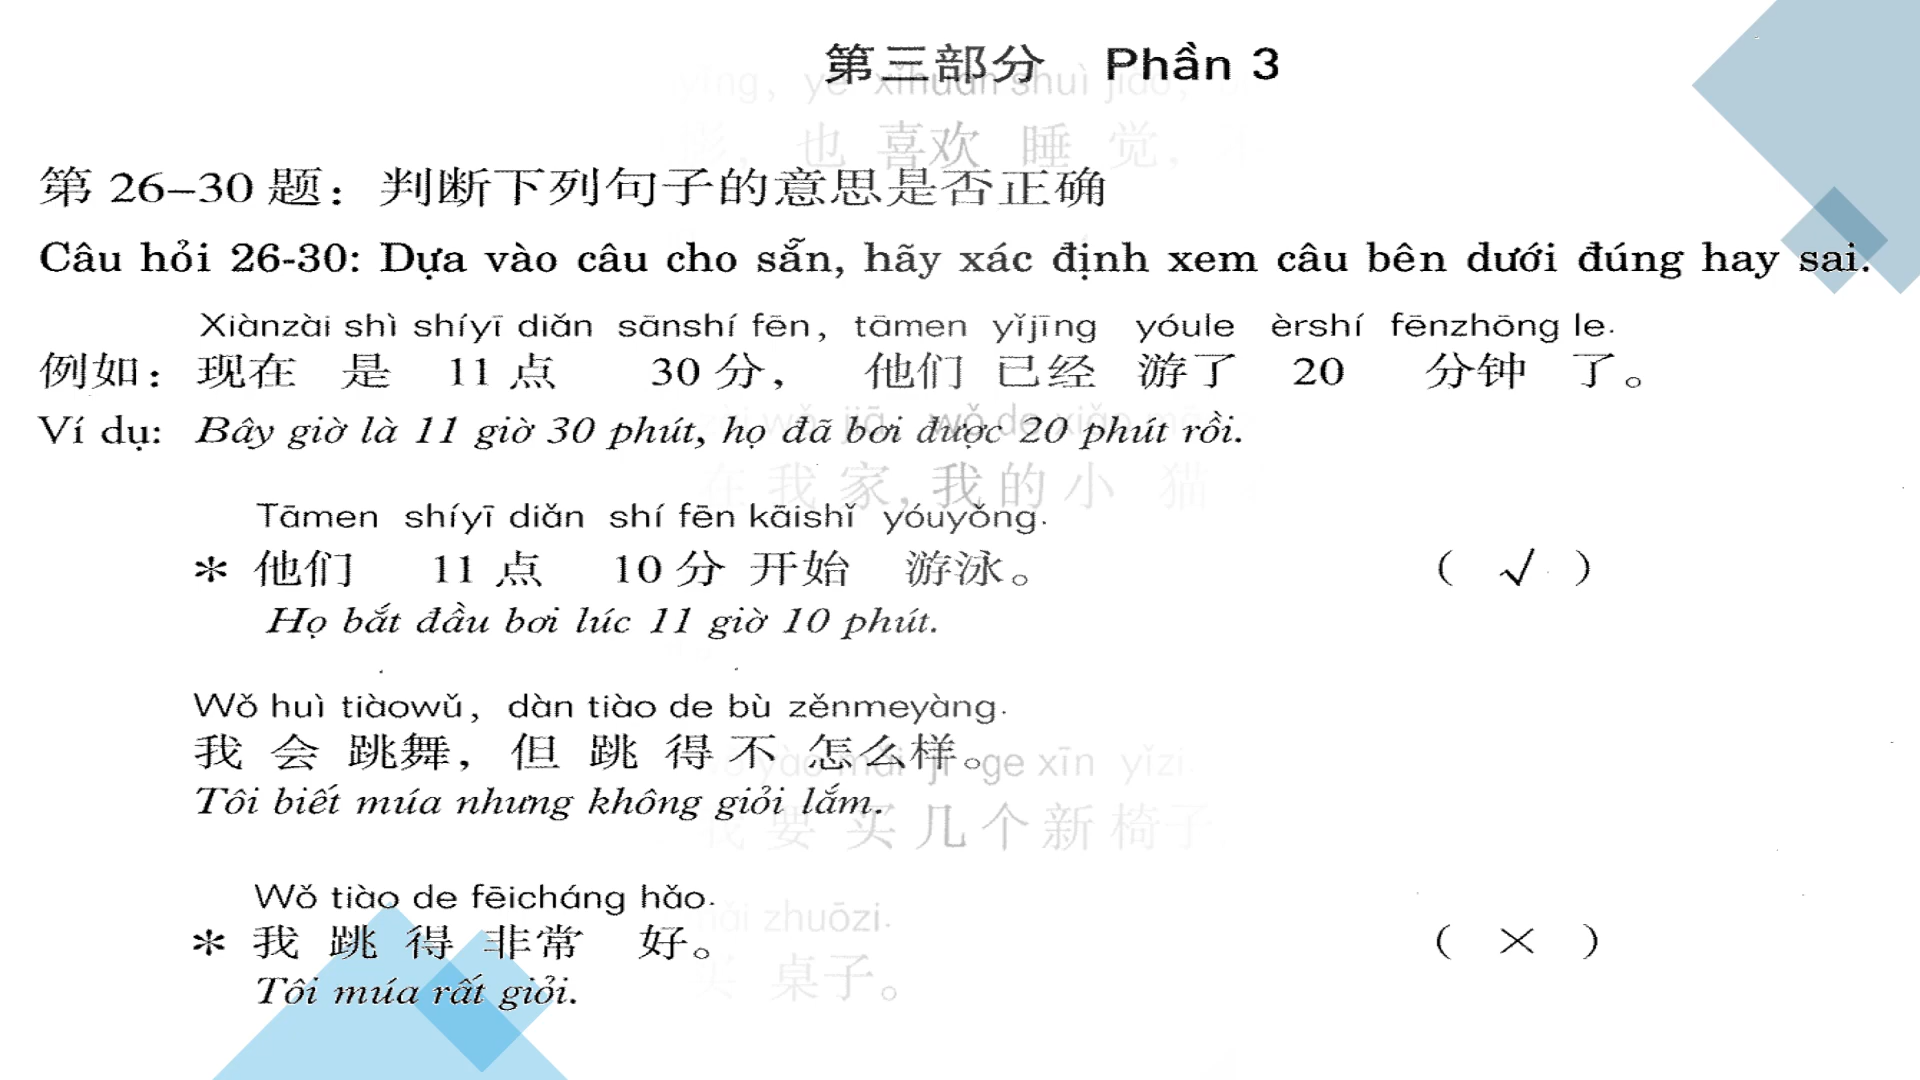 第三部分 Phần 3
第 26–30 题：判断下列句子的意思是否正确
Câu hỏi 26-30: Dựa vào câu cho sẵn, hãy xác định xem câu bên dưới đúng hay sai.
Xiànzài shì shíyī diǎn sānshí fēn, tāmen yǐjīng yóule èrshí fēnzhōng le.
例如：现在 是 11 点 30 分， 他们 已经 游了 20 分钟 了。
Ví dụ: Bây giờ là 11 giờ 30 phút, họ đã bơi được 20 phút rồi.
Tāmen shíyī diǎn shí fēn kāishǐ yóuyǒng.
* 他们 11 点 10 分 开始 游泳。 ( √ )
Họ bắt đầu bơi lúc 11 giờ 10 phút.
Wǒ huì tiàowǔ, dàn tiào de bù zěnmeyàng.
我 会 跳舞，但 跳 得 不 怎么样。
Tôi biết múa nhưng không giỏi lắm.
Wǒ tiào de fēicháng hǎo.
* 我 跳 得 非常 好。 ( × )
Tôi múa rất giỏi.